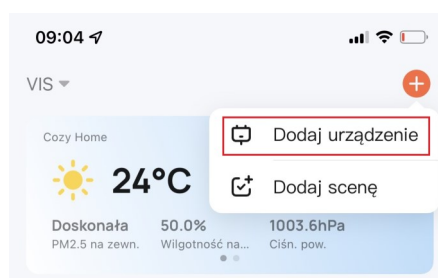 09:04
VIS
Dodaj urządzenie
Cozy Home
24°C
Dodaj scenę
Doskonała 50.0% 1003.6hPa
PM2.5 na zewn. Wilgotność na... Ciśn. pow.